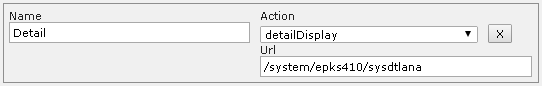 Name
Action
Detail
detailDisplay
X
Url
/system/epks410/sysdtlana